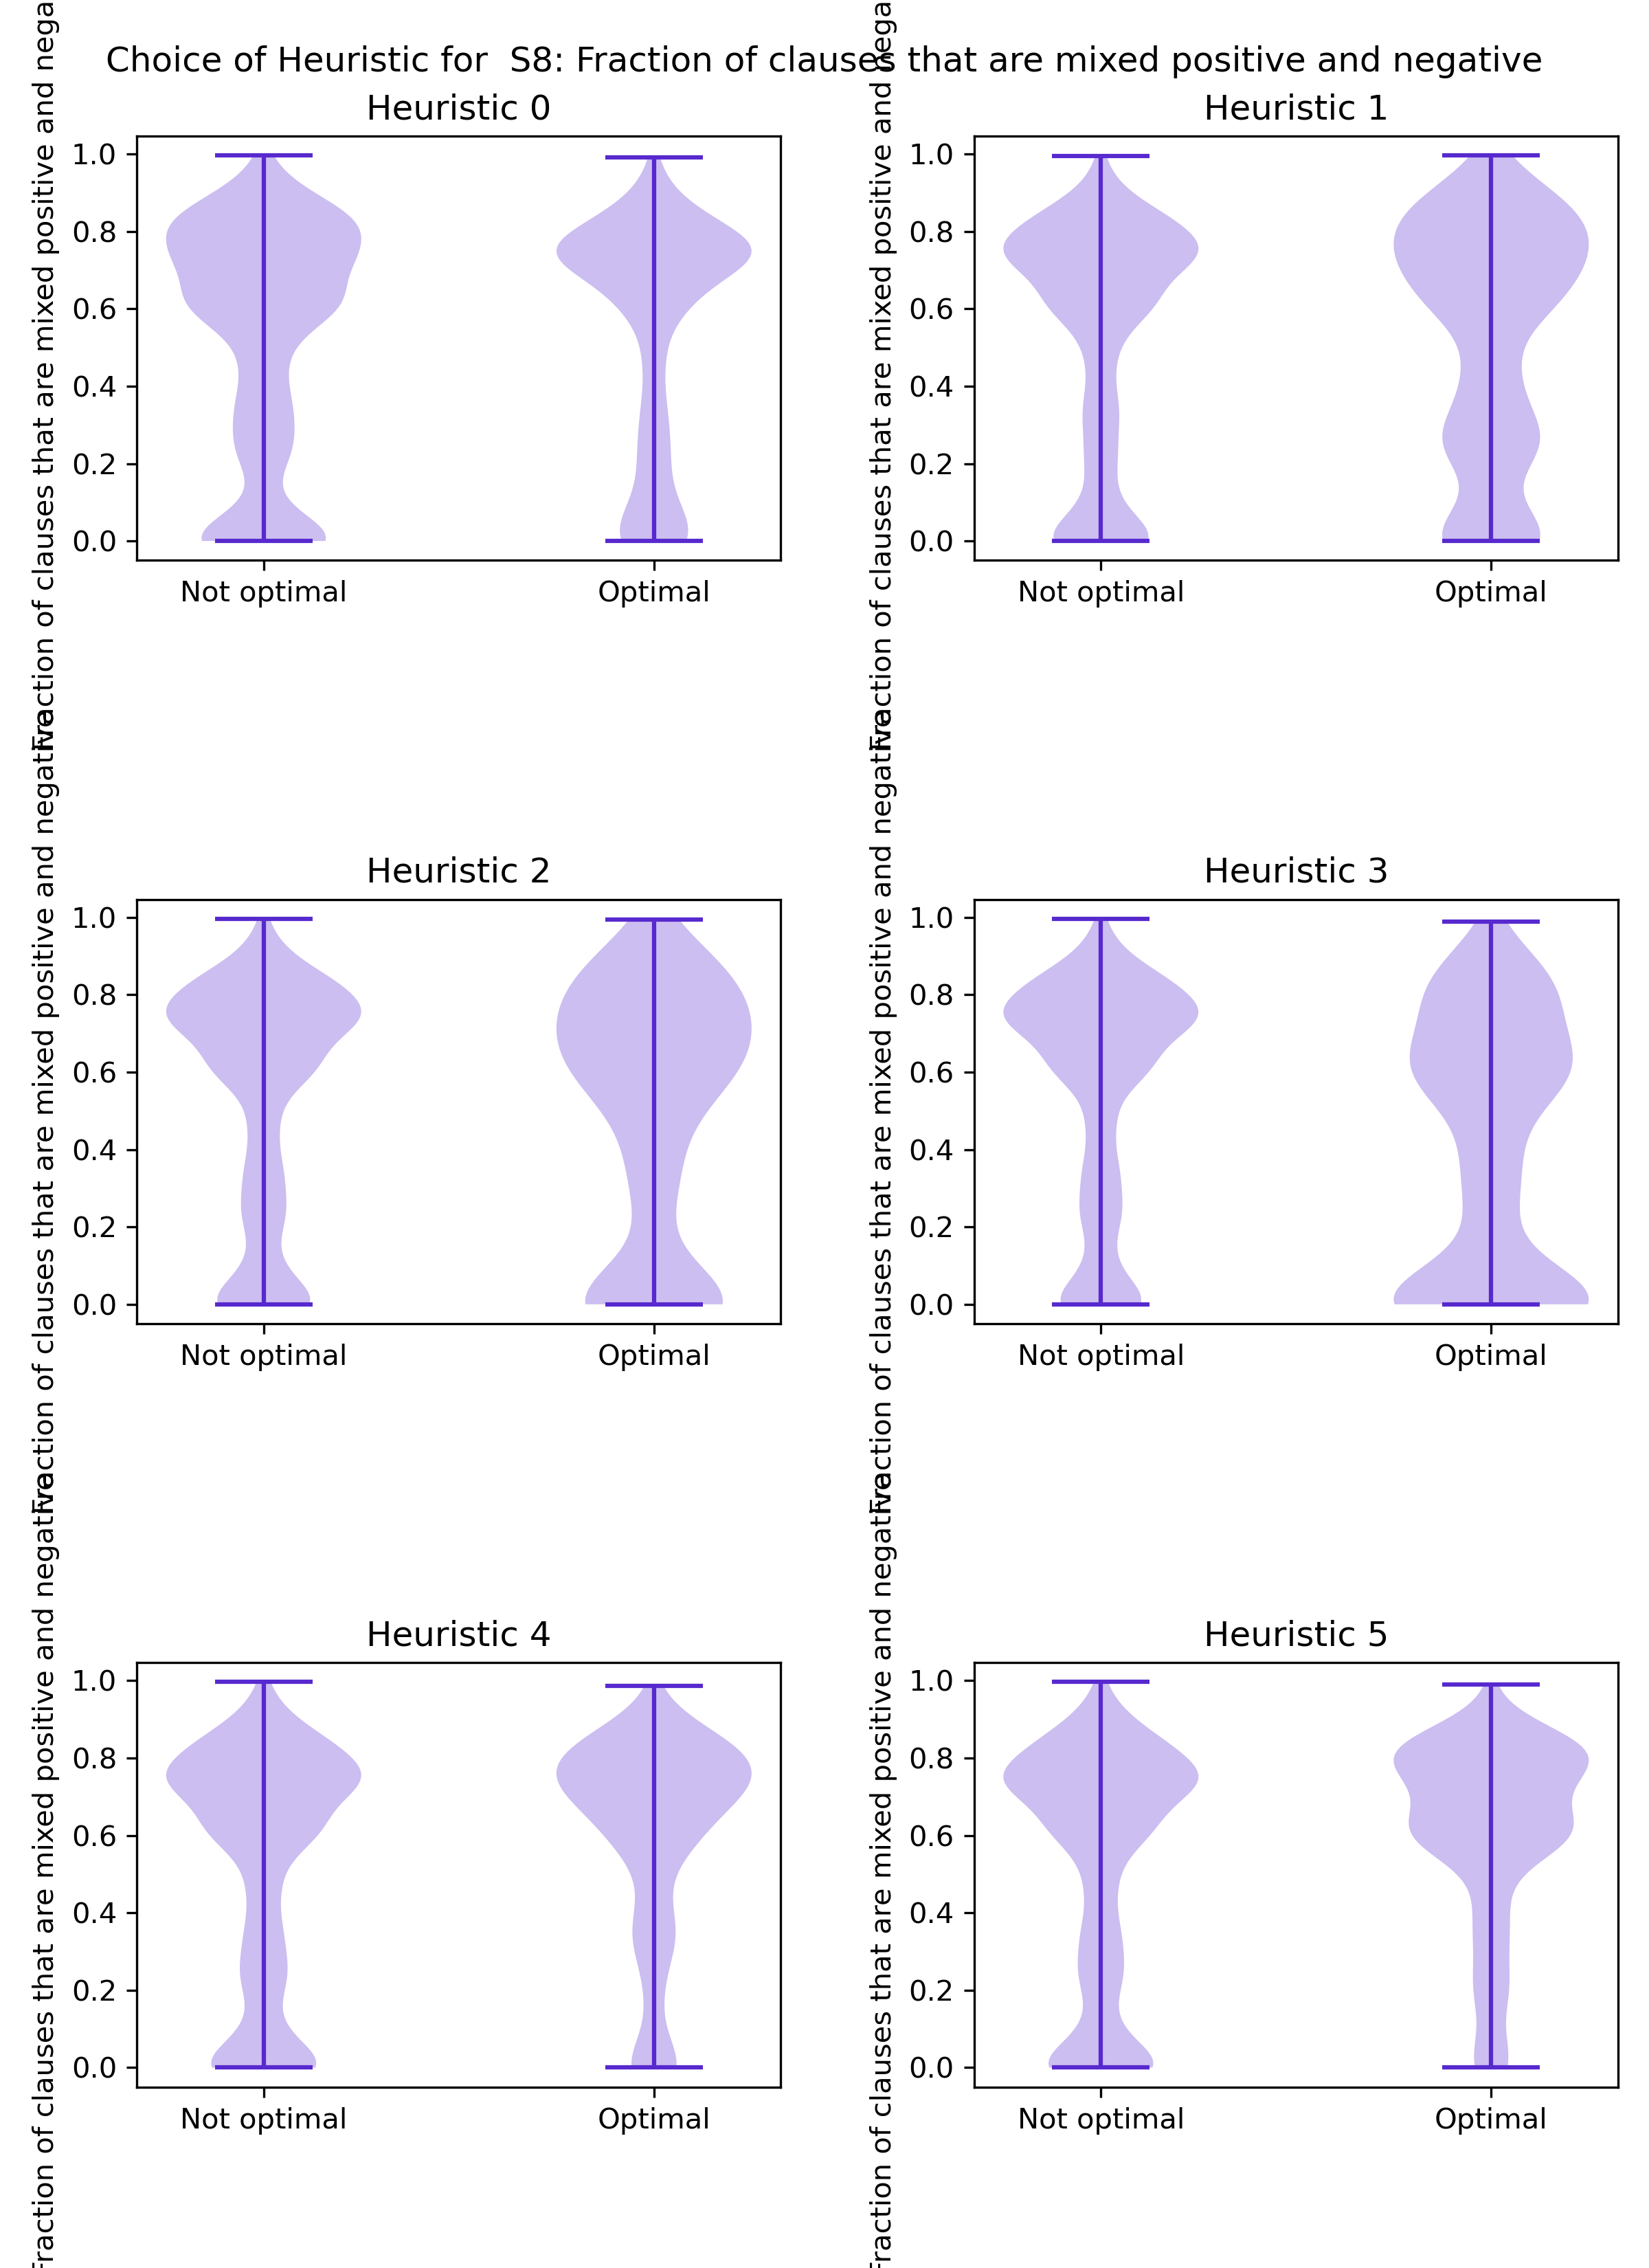 Choice of Heuristic for  S8: Fraction of clauses that are mixed positive and negative
Heuristic 0
Fraction of clauses that are mixed positive and nega
1.0
0.8
0.6
0.4
0.2
0.0
Not optimal
Optimal
Heuristic 1
Fraction of clauses that are mixed positive and nega
1.0
0.8
0.6
0.4
0.2
0.0
Not optimal
Optimal
Heuristic 2
Fraction of clauses that are mixed positive and negative
1.0
0.8
0.6
0.4
0.2
0.0
Not optimal
Optimal
Heuristic 3
Fraction of clauses that are mixed positive and negative
1.0
0.8
0.6
0.4
0.2
0.0
Not optimal
Optimal
Heuristic 4
Fraction of clauses that are mixed positive and negative
1.0
0.8
0.6
0.4
0.2
0.0
Not optimal
Optimal
Heuristic 5
Fraction of clauses that are mixed positive and negative
1.0
0.8
0.6
0.4
0.2
0.0
Not optimal
Optimal